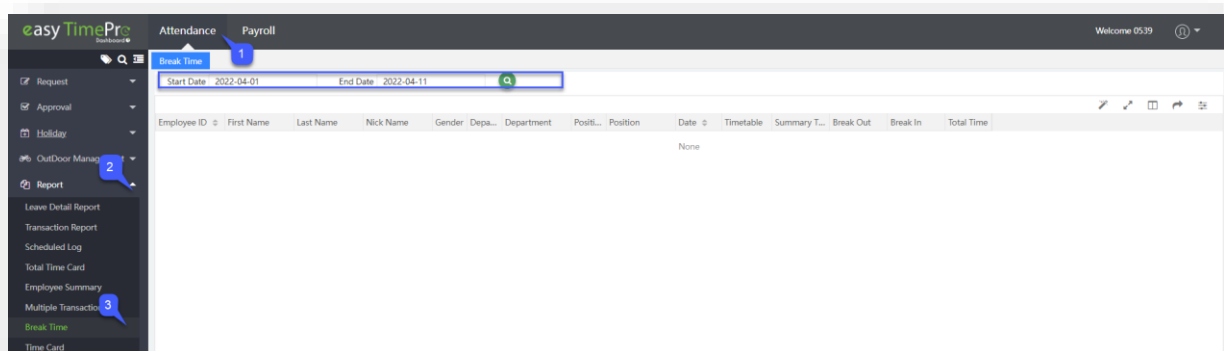 easy TimePro
Dashboard
Attendance
Payroll
Welcome 0539
1
Break Time
Start Date 2022-04-01 End Date 2022-04-11
Request
Approval
Holiday
OutDoor Manag
2
Report
Leave Detail Report
Transaction Report
Scheduled Log
Total Time Card
Employee Summary
Multiple Transaction
3
Break Time
Time Card
Employee ID First Name Last Name Nick Name Gender Depa... Department Positi... Position Date Timetable Summary T... Break Out Break In Total Time
None